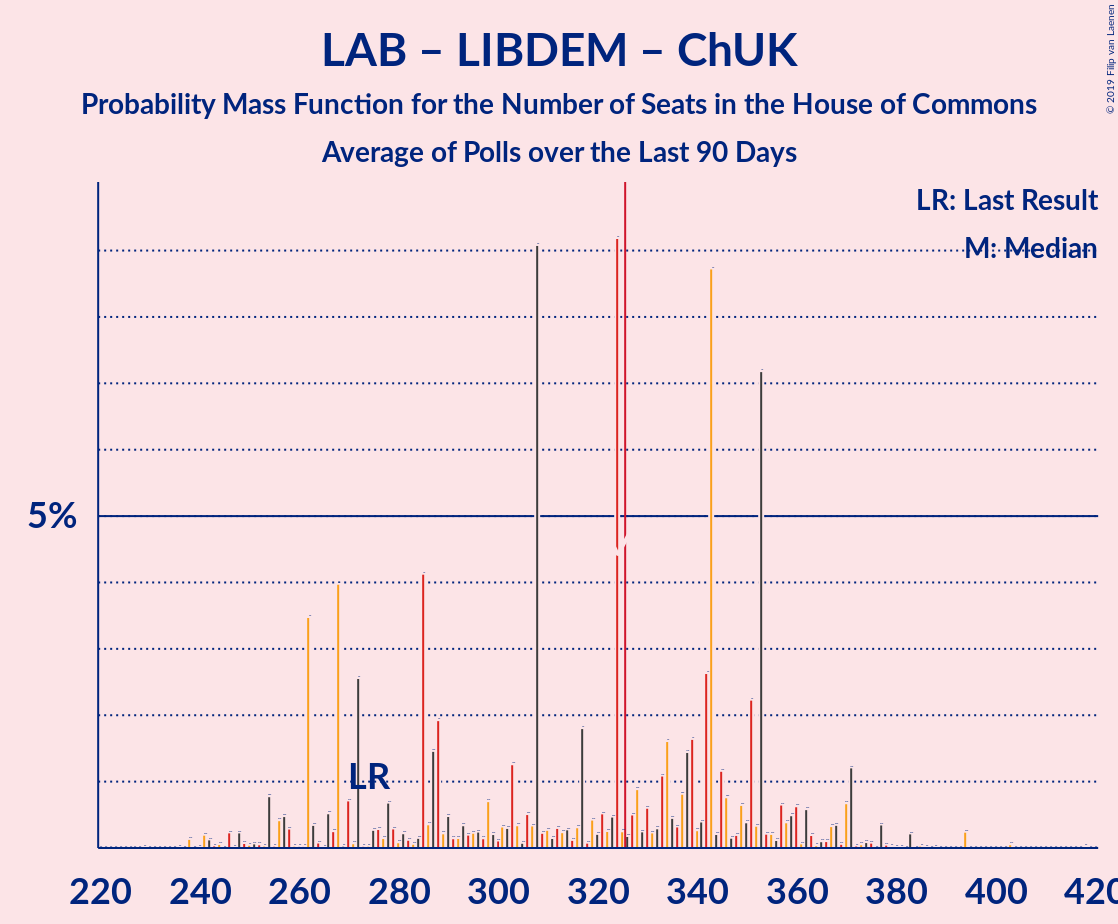 LAB – LIBDEM – ChUK
Probability Mass Function for the Number of Seats in the House of Commons
Average of Polls over the Last 90 Days
© 2019 Filip van Laenen
LR: Last Result
M: Median
5%
LR
220 240 260 280 300 320 340 360 380 400 420